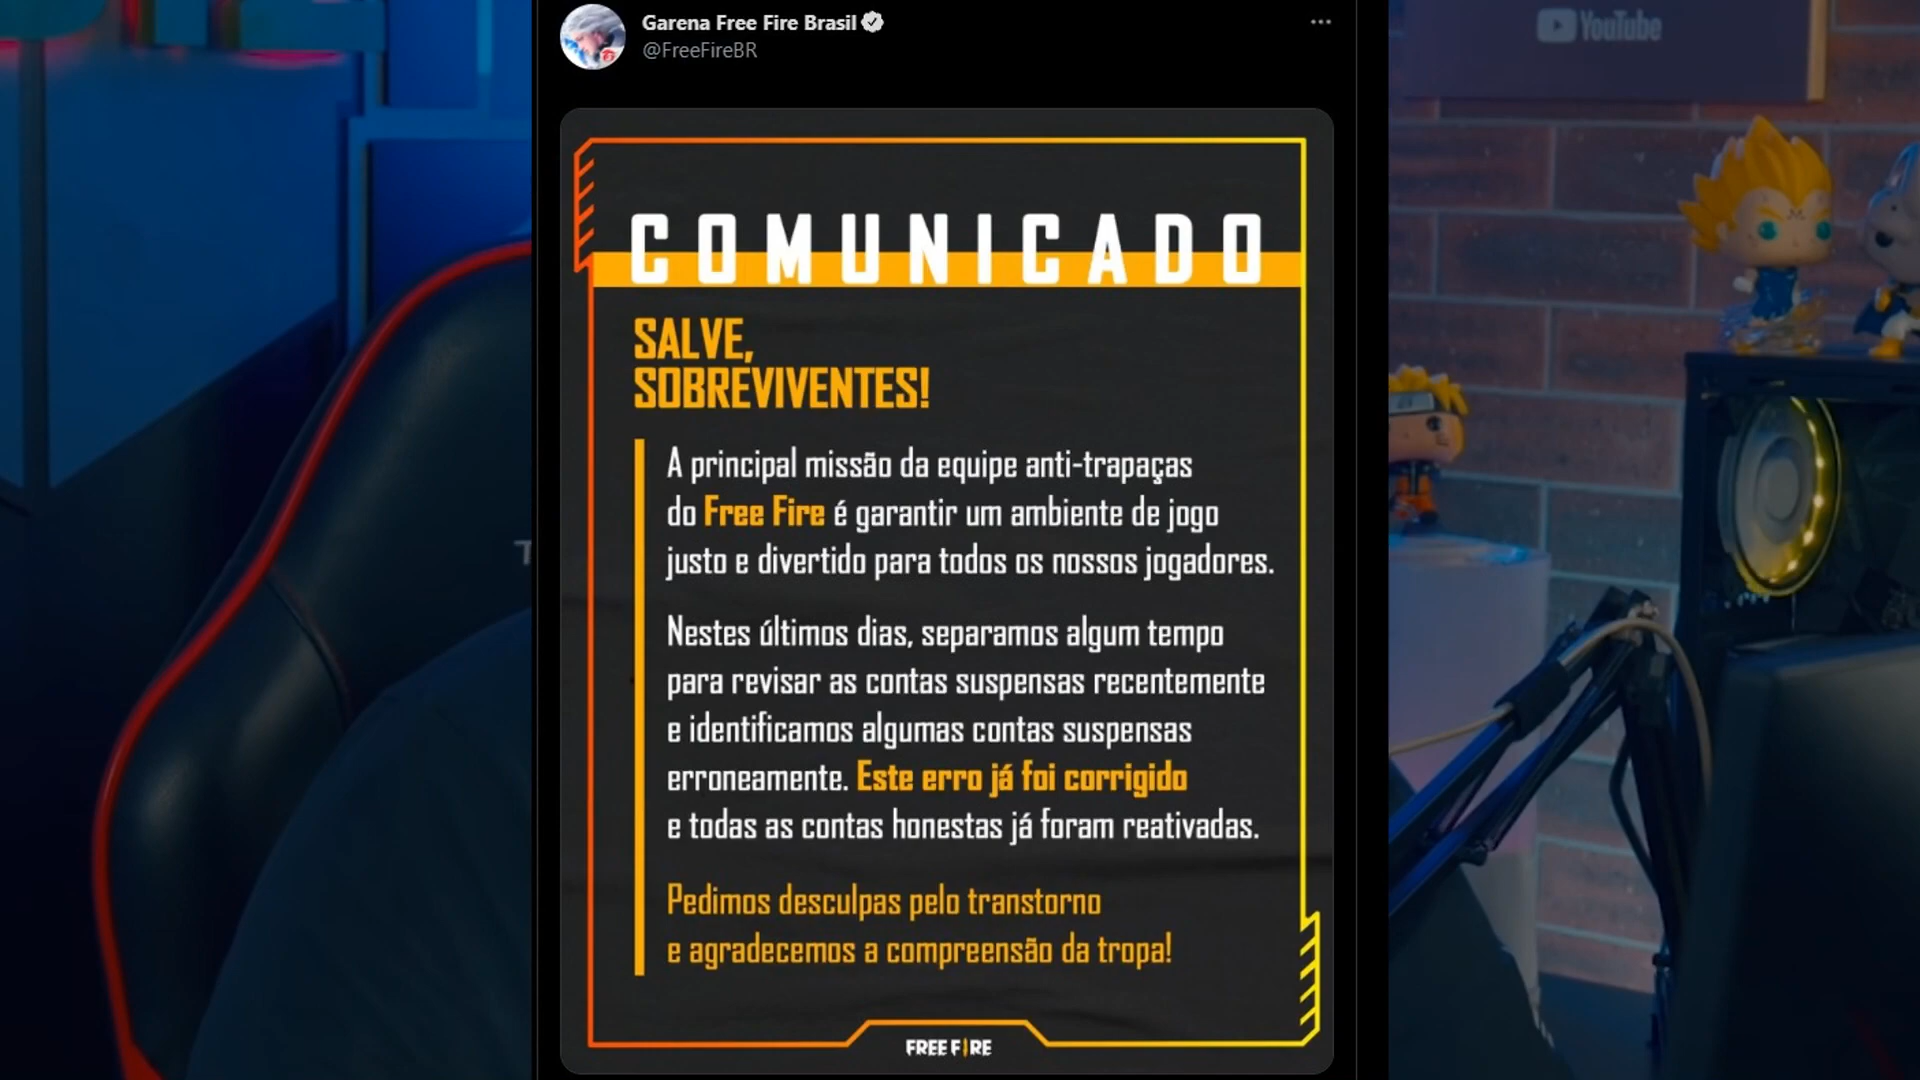 Garena Free Fire Brasil
@FreeFireBR
YouTube
COMUNICADO
SALVE,
SOBREVIVENTES!
A principal missão da equipe anti-trapaças
do Free Fire é garantir um ambiente de jogo
justo e divertido para todos os nossos jogadores.
Nestes últimos dias, separamos algum tempo
para revisar as contas suspensas recentemente
e identificamos algumas contas suspensas
erroneamente. Este erro já foi corrigido
e todas as contas honestas já foram reativadas.
Pedimos desculpas pelo transtorno
e agradecemos a compreensão da tropa!
FREE FIRE